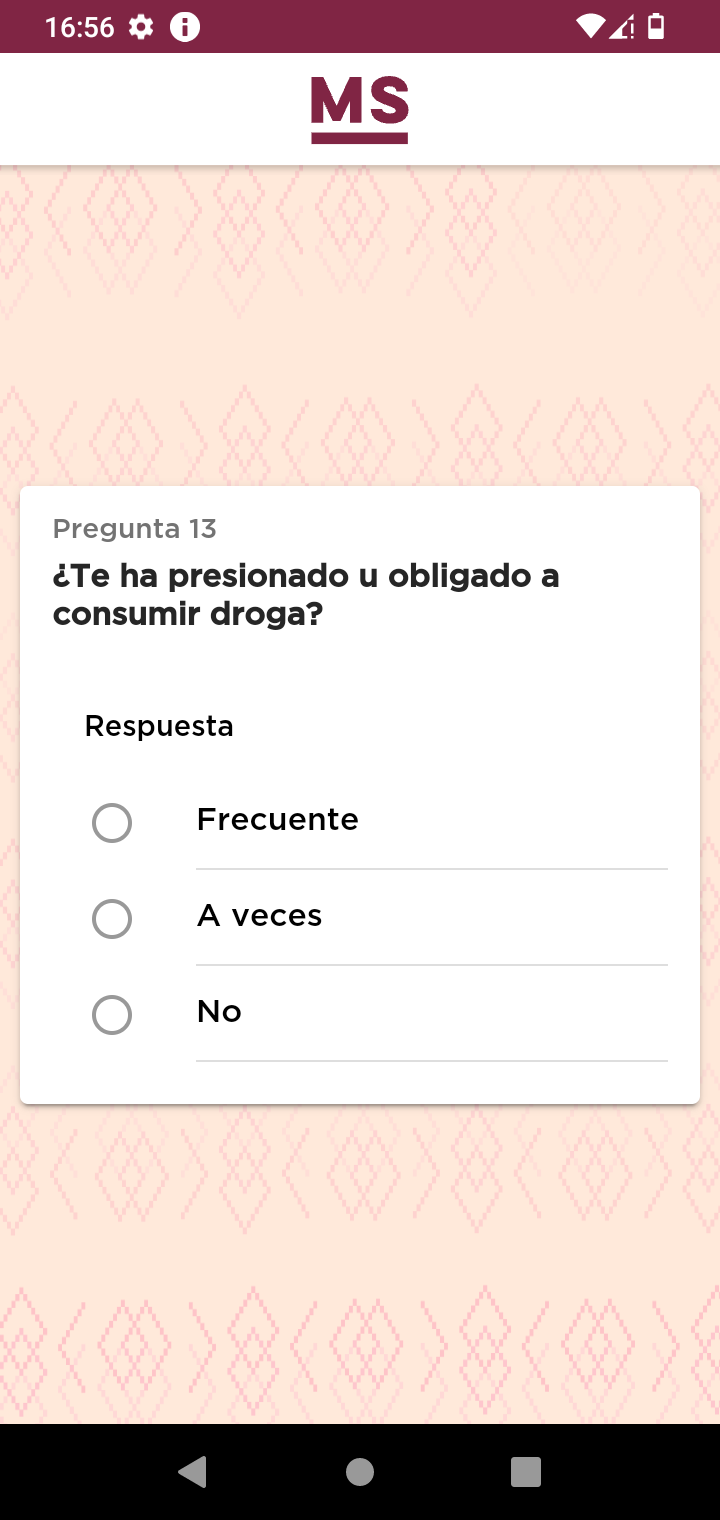 16:56
MS
Pregunta 13
¿Te ha presionado u obligado a
consumir droga?
Respuesta
Frecuente
A veces
No